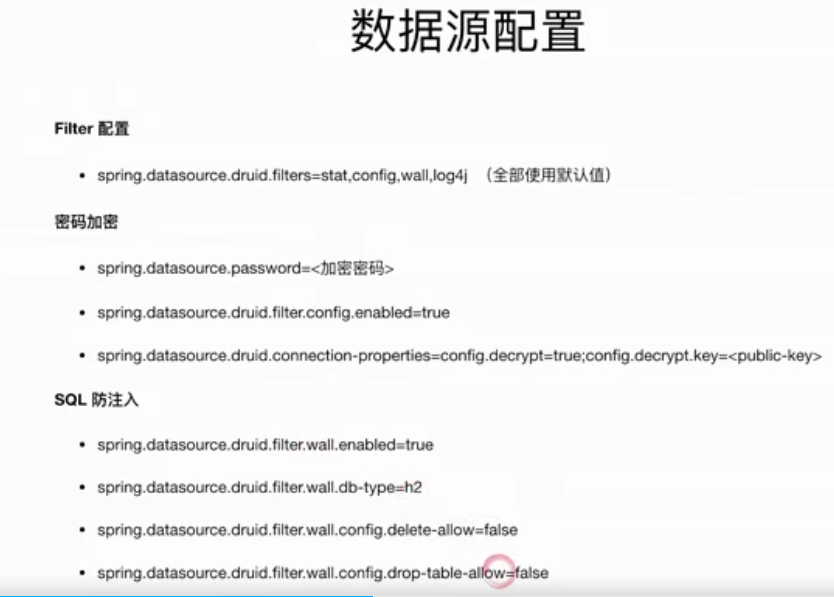 数据源配置
Filter 配置
• spring.datasource.druid.filters=stat,config,wall,log4j （全部使用默认值）
密码加密
• spring.datasource.password=<加密密码>
• spring.datasource.druid.filter.config.enabled=true
• spring.datasource.druid.connection-properties=config.decrypt=true;config.decrypt.key=<public-key>
SQL 防注入
• spring.datasource.druid.filter.wall.enabled=true
• spring.datasource.druid.filter.wall.db-type=h2
• spring.datasource.druid.filter.wall.config.delete-allow=false
• spring.datasource.druid.filter.wall.config.drop-table-allow=false